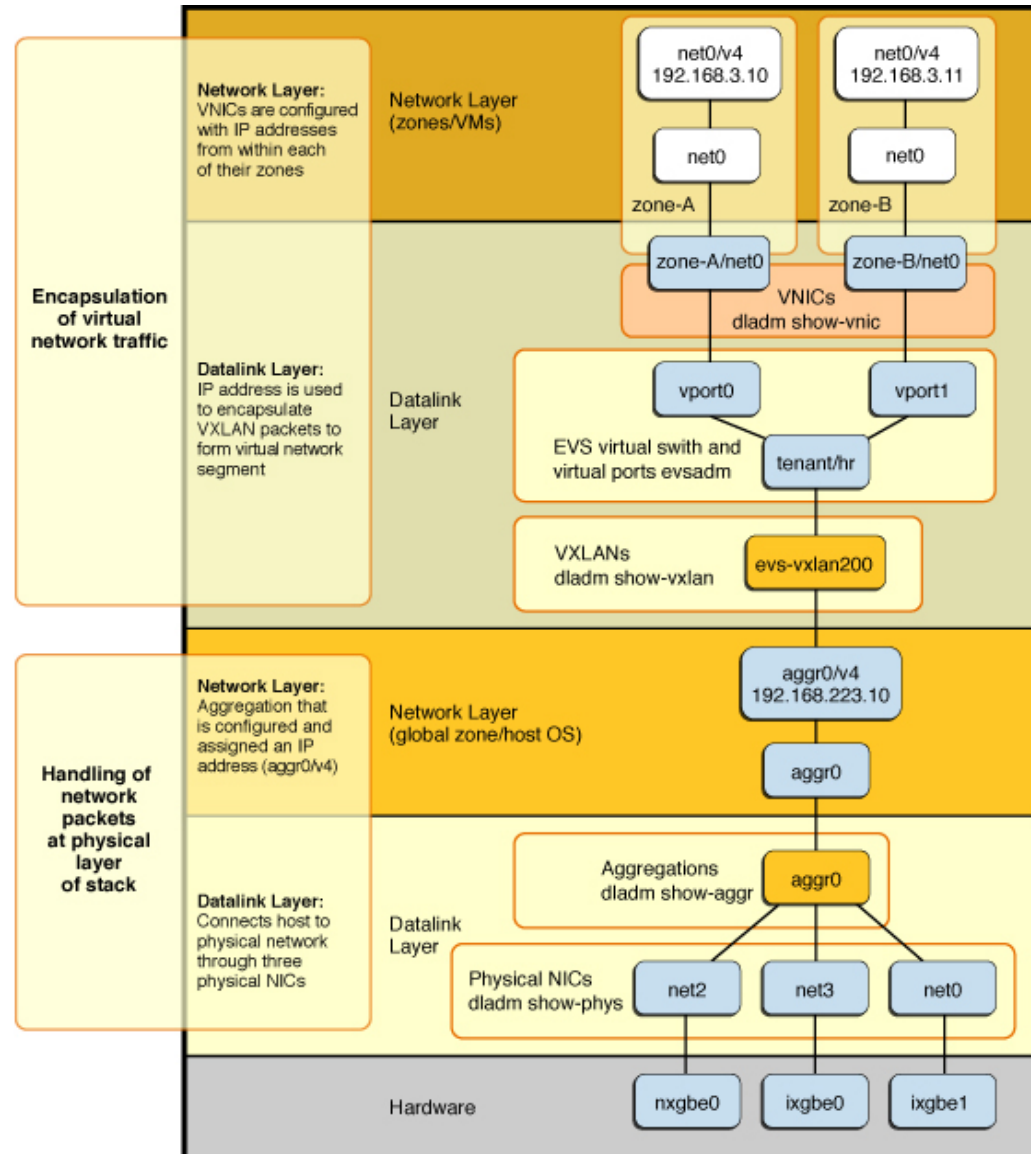 Encapsulation
of virtual
network traffic
Network Layer:
VNICs are configured
with IP addresses
from within each
of their zones
Network Layer
(zones/VMs)
net0/v4
192.168.3.10
net0
zone-A
net0/v4
192.168.3.11
net0
zone-B
zone-A/net0
zone-B/net0
VNICs
dladm show-vnic
Datalink Layer:
IP address is used
to encapsulate
VXLAN packets to
form virtual network
segment
Datalink
Layer
vport0
vport1
EVS virtual swith and
virtual ports evsadm
tenant/hr
VXLANs
dladm show-vxlan
evs-vxlan200
Handling of
network
packets
at physical
layer
of stack
Network Layer:
Aggregation that
is configured and
assigned an IP
address (aggr0/v4)
Network Layer
(global zone/host OS)
aggr0/v4
192.168.223.10
aggr0
Datalink Layer:
Connects host to
physical network
through three
physical NICs
Datalink
Layer
Aggregations
dladm show-aggr
aggr0
Physical NICs
dladm show-phys
net2
net3
net0
Hardware
nxgbe0
ixgbe0
ixgbe1